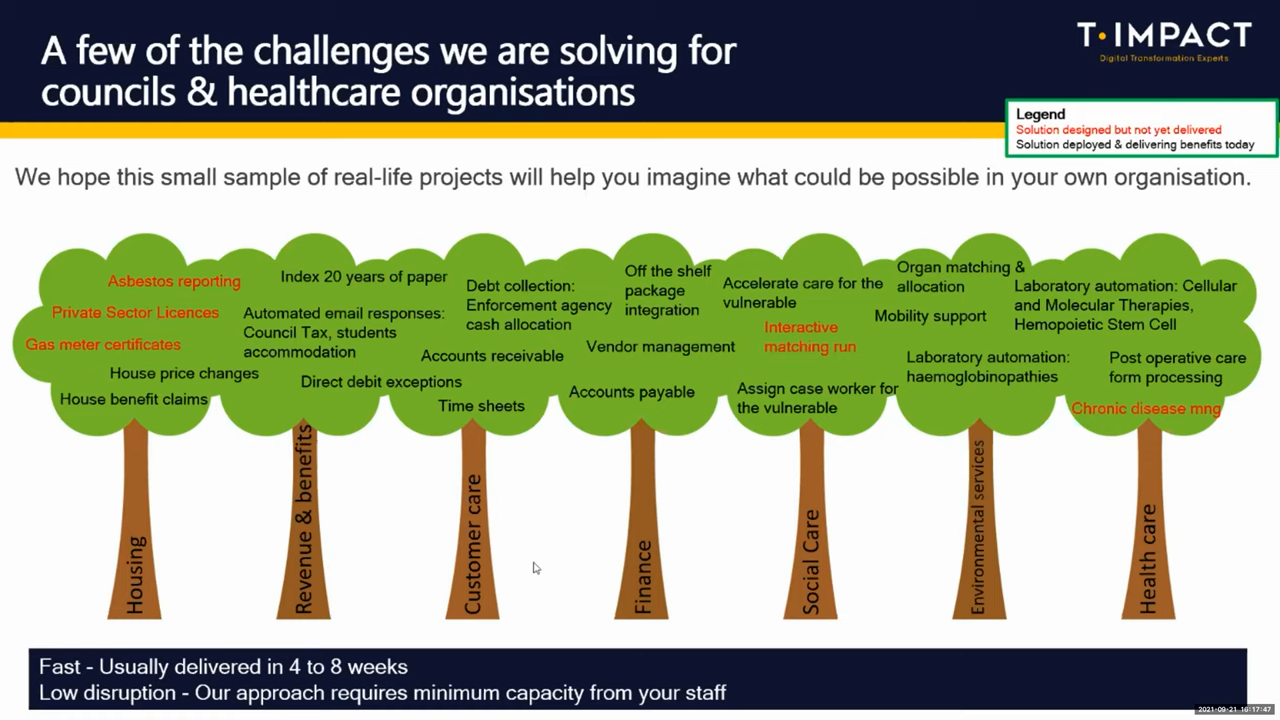 A few of the challenges we are solving for
councils & healthcare organisations
T·IMPACT
Digital Transformation Experts
Legend
Solution designed but not yet delivered
Solution deployed & delivering benefits today
We hope this small sample of real-life projects will help you imagine what could be possible in your own organisation.
Asbestos reporting
Private Sector Licences
Gas meter certificates
House price changes
House benefit claims
Index 20 years of paper
Automated email responses:
Council Tax, students
accommodation
Direct debit exceptions
Debt collection:
Enforcement agency
cash allocation
Accounts receivable
Time sheets
Off the shelf
package
integration
Vendor management
Accounts payable
Accelerate care for the
vulnerable
Interactive
matching run
Assign case worker for
the vulnerable
Organ matching &
allocation
Mobility support
Laboratory automation:
haemoglobinopathies
Laboratory automation: Cellular
and Molecular Therapies,
Hemopoietic Stem Cell
Post operative care
form processing
Chronic disease mng
Housing
Revenue & benefits
Customer care
Finance
Social Care
Environmental services
Health care
Fast - Usually delivered in 4 to 8 weeks
Low disruption - Our approach requires minimum capacity from your staff
2021-09-21 16:17:47